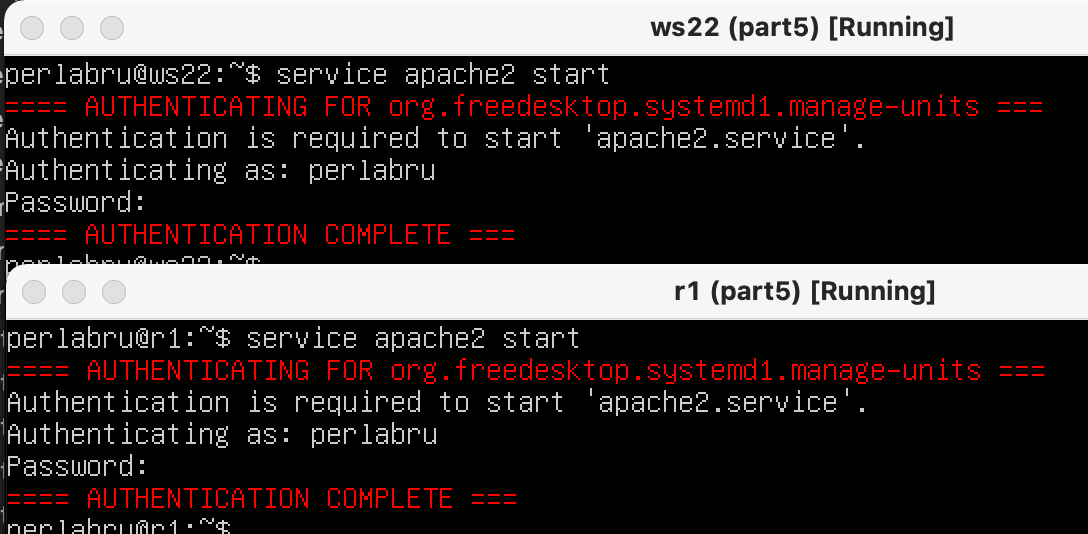 ws22 (part5) [Running]
perlabru@ws22:~$ service apache2 start
==== AUTHENTICATING FOR org.freedesktop.systemd1.manage-units ===
Authentication is required to start 'apache2.service'.
Authenticating as: perlabru
Password:
==== AUTHENTICATION COMPLETE ===
perlabru@ws22:~$
r1 (part5) [Running]
perlabru@r1:~$ service apache2 start
==== AUTHENTICATING FOR org.freedesktop.systemd1.manage-units ===
Authentication is required to start 'apache2.service'.
Authenticating as: perlabru
Password:
==== AUTHENTICATION COMPLETE ===
perlabru@r1:~$